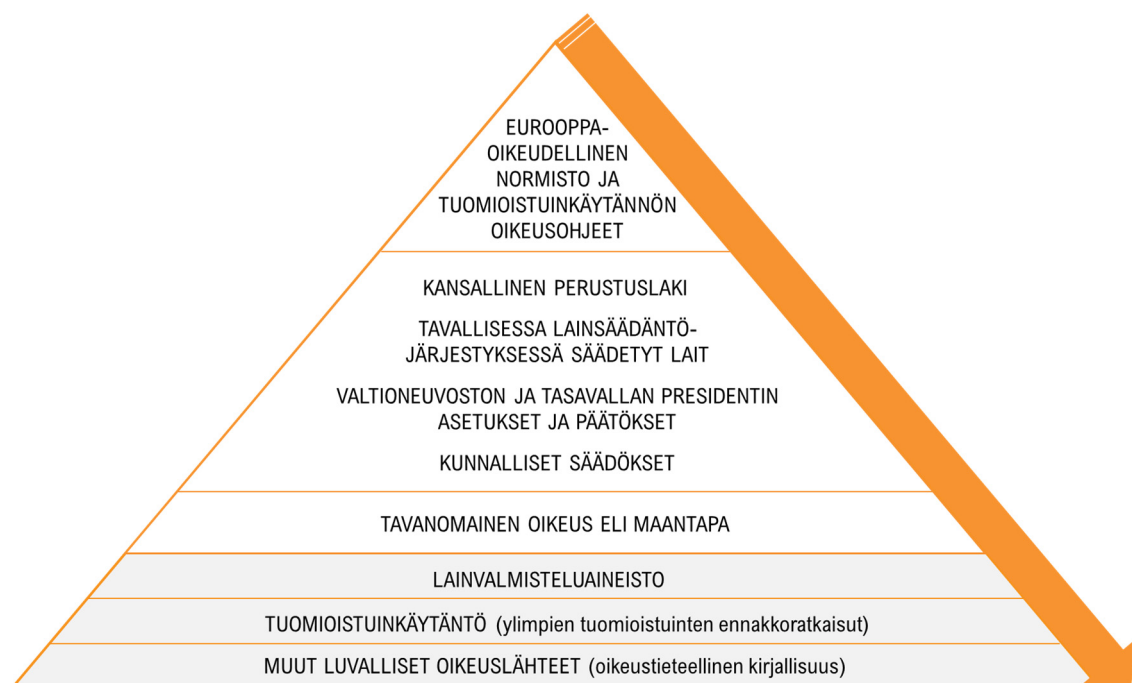 EUROOPPA-
OIKEUDELLINEN
NORMISTO JA
TUOMIOISTUINKÄYTÄNNÖN
OIKEUSOHJEET
KANSALLINEN PERUSTUSLAKI
TAVALLISESSA LAINSÄÄDÄNTÖ-
JÄRJESTYKSESSÄ SÄÄDETYT LAIT
VALTIONEUVOSTON JA TASAVALLAN PRESIDENTIN
ASETUKSET JA PÄÄTÖKSET
KUNNALLISET SÄÄDÖKSET
TAVANOMAINEN OIKEUS ELI MAANTAPA
LAINVALMISTELUAINEISTO
TUOMIOISTUINKÄYTÄNTÖ (ylimpien tuomioistuinten ennakkoratkaisut)
MUUT LUVALLISET OIKEUSLÄHTEET (oikeustieteellinen kirjallisuus)